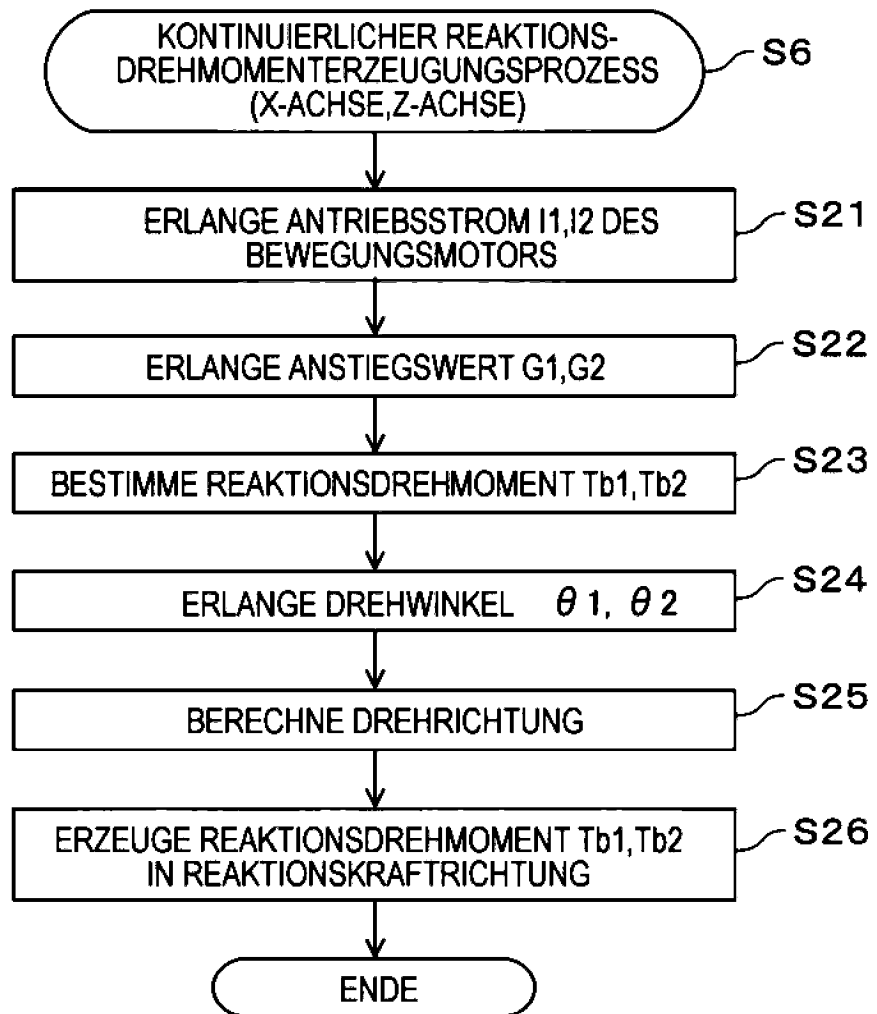 KONTINUIERLICHER REAKTIONS-
DREHMOMENTERZEUGUNGSPROZESS
(X-ACHSE,Z-ACHSE)
S6
ERLANGE ANTRIEBSSTROM I1,I2 DES
BEWEGUNGSMOTORS
S21
ERLANGE ANSTIEGSWERT G1,G2
S22
BESTIMME REAKTIONSDREHMOMENT Tb1,Tb2
S23
ERLANGE DREHWINKEL θ1, θ2
S24
BERECHNE DREHRICHTUNG
S25
ERZEUGE REAKTIONSDREHMOMENT Tb1,Tb2
IN REAKTIONSKRAFTRICHTUNG
S26
ENDE